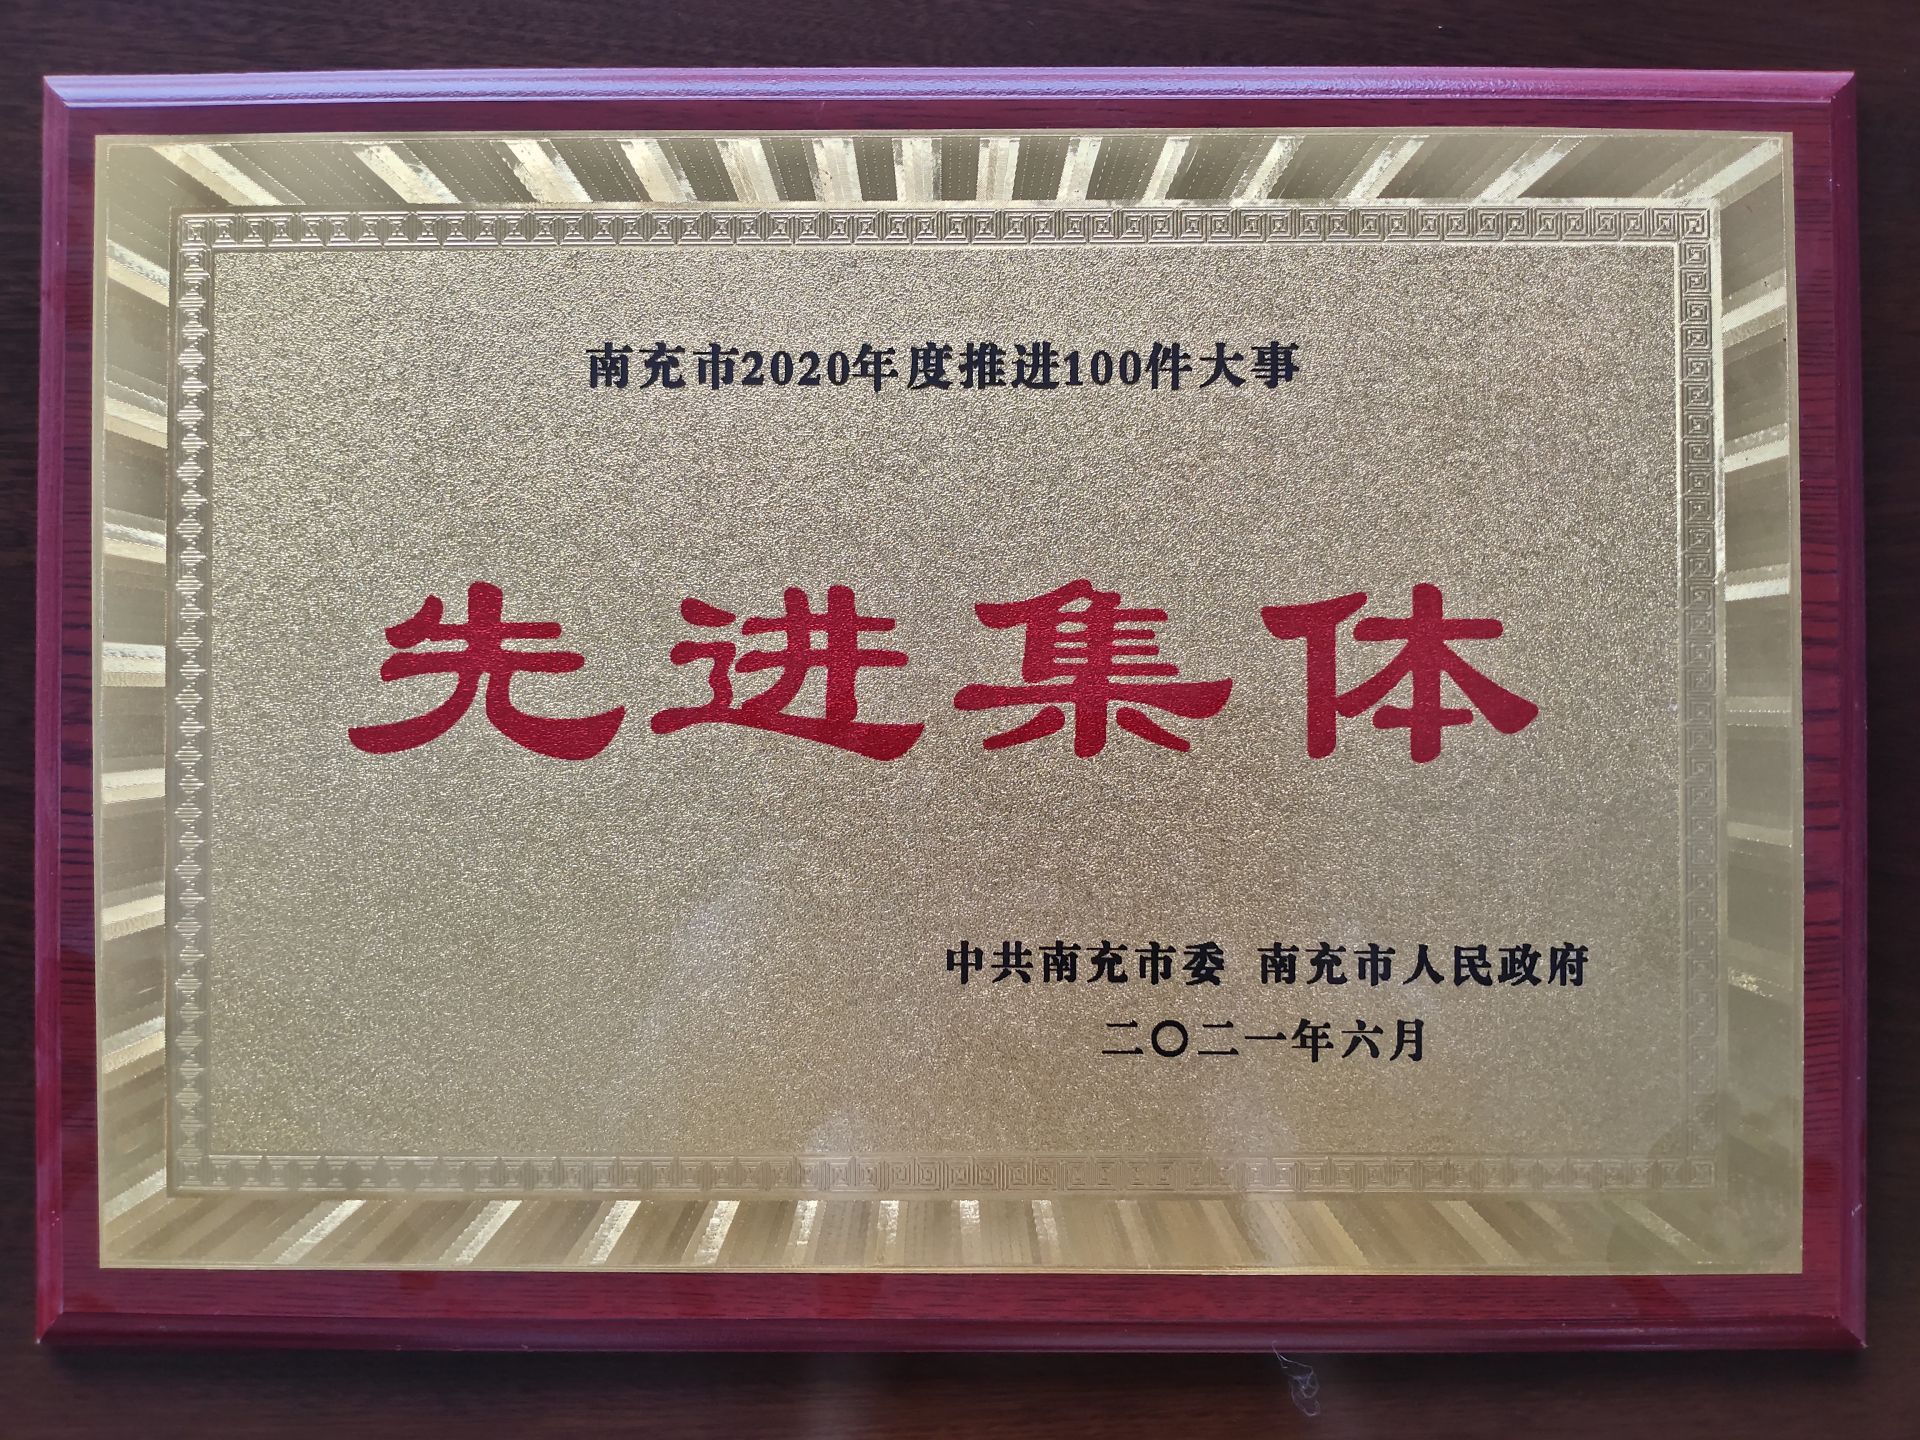 南充市2020年度推进100件大事
先进集体
中共南充市委 南充市人民政府
二〇二一年六月